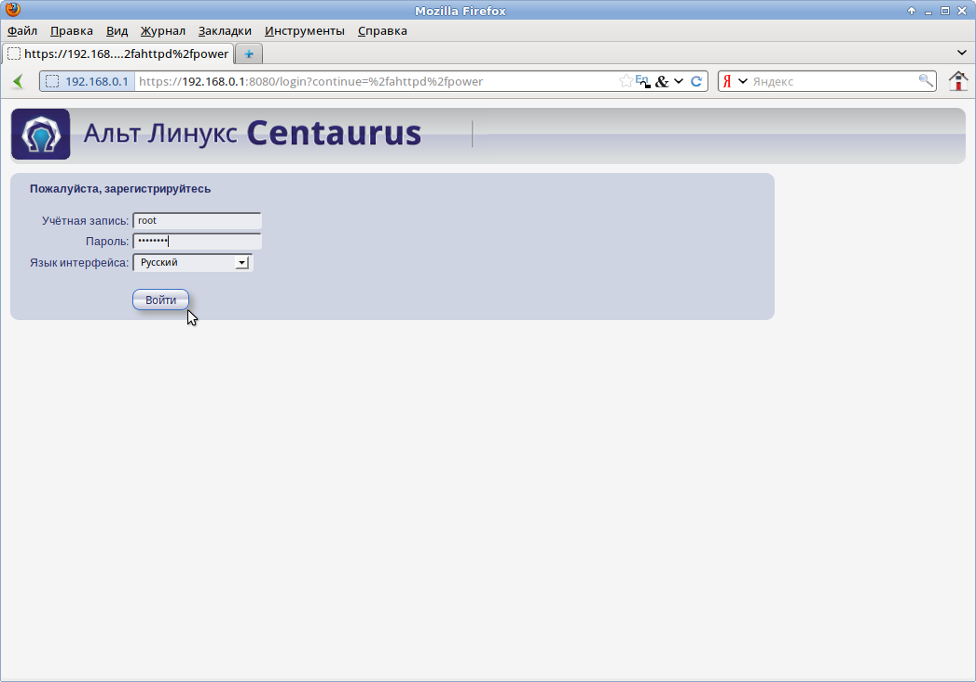 Mozilla Firefox
Файл Правка Вид Журнал Закладки Инструменты Справка
https://192.168....2fahttpd%2fpower
192.168.0.1 https://192.168.0.1:8080/login?continue=%2fahttpd%2fpower En & Я Яндекс
Альт Линукс Centaurus
Пожалуйста, зарегистрируйтесь
Учётная запись: root
Пароль: ••••••••
Язык интерфейса: Русский
Войти